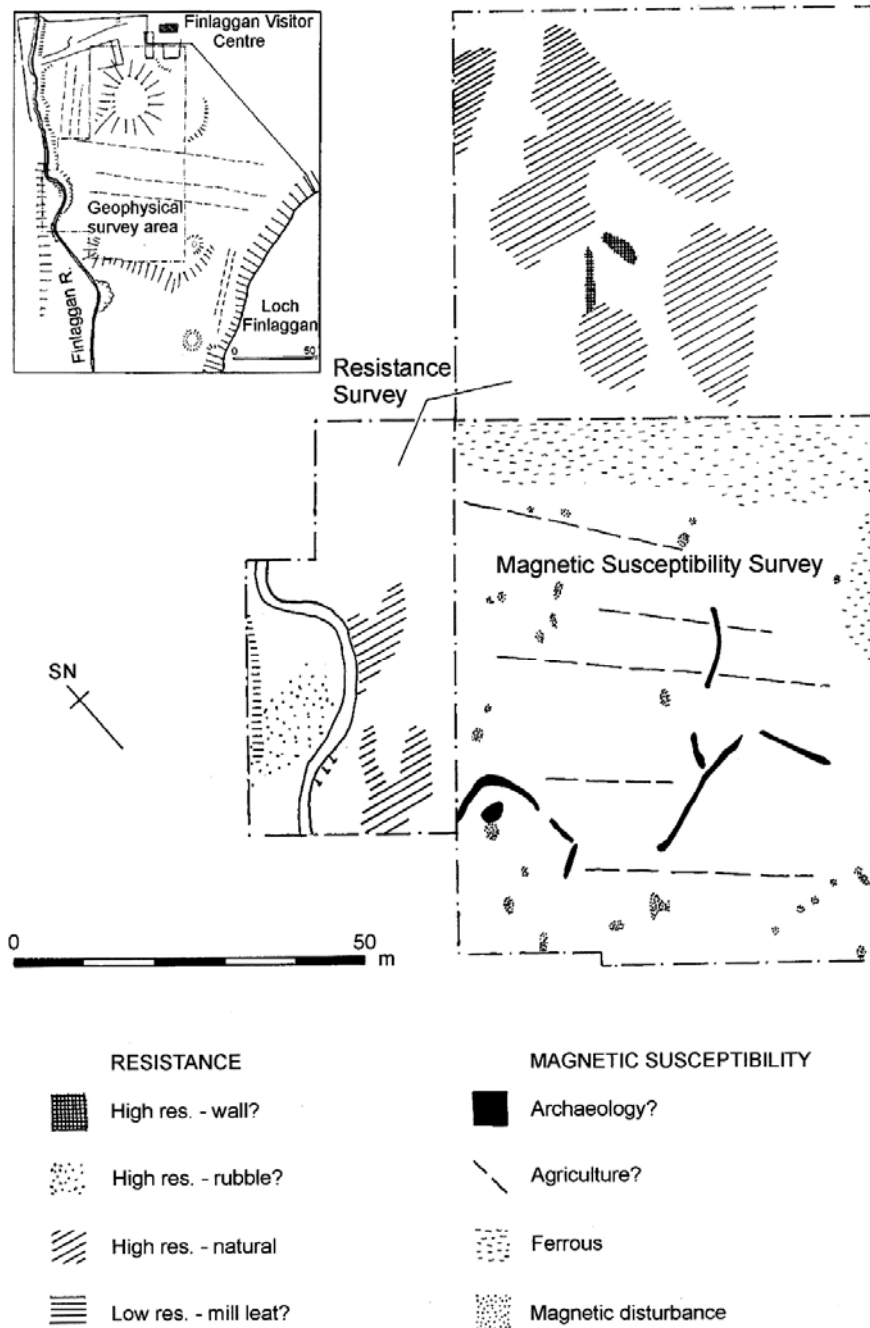 Finlaggan Visitor
Centre
Geophysical
survey area
Finlaggan R.
Loch
Finlaggan
0 50
Resistance
Survey
Magnetic Susceptibility Survey
SN
0 50
m
RESISTANCE
High res. - wall?
High res. - rubble?
High res. - natural
Low res. - mill leat?
MAGNETIC SUSCEPTIBILITY
Archaeology?
Agriculture?
Ferrous
Magnetic disturbance